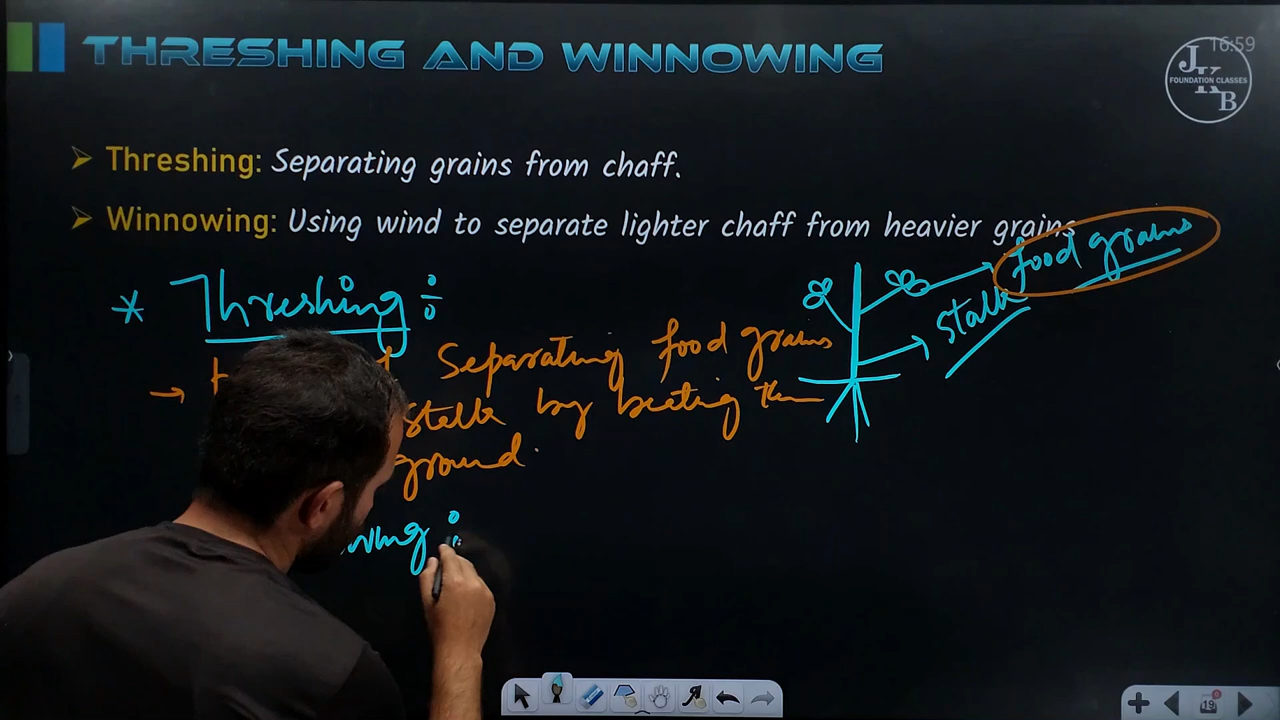 THRESHING AND WINNOWING
16:59
J K B
FOUNDATION CLASSES
➤ Threshing: Separating grains from chaff.
➤ Winnowing: Using wind to separate lighter chaff from heavier grains
food grains
Stalk
* Threshing :
→ Separating food grains
Stalk by beating them
ground.
:
19